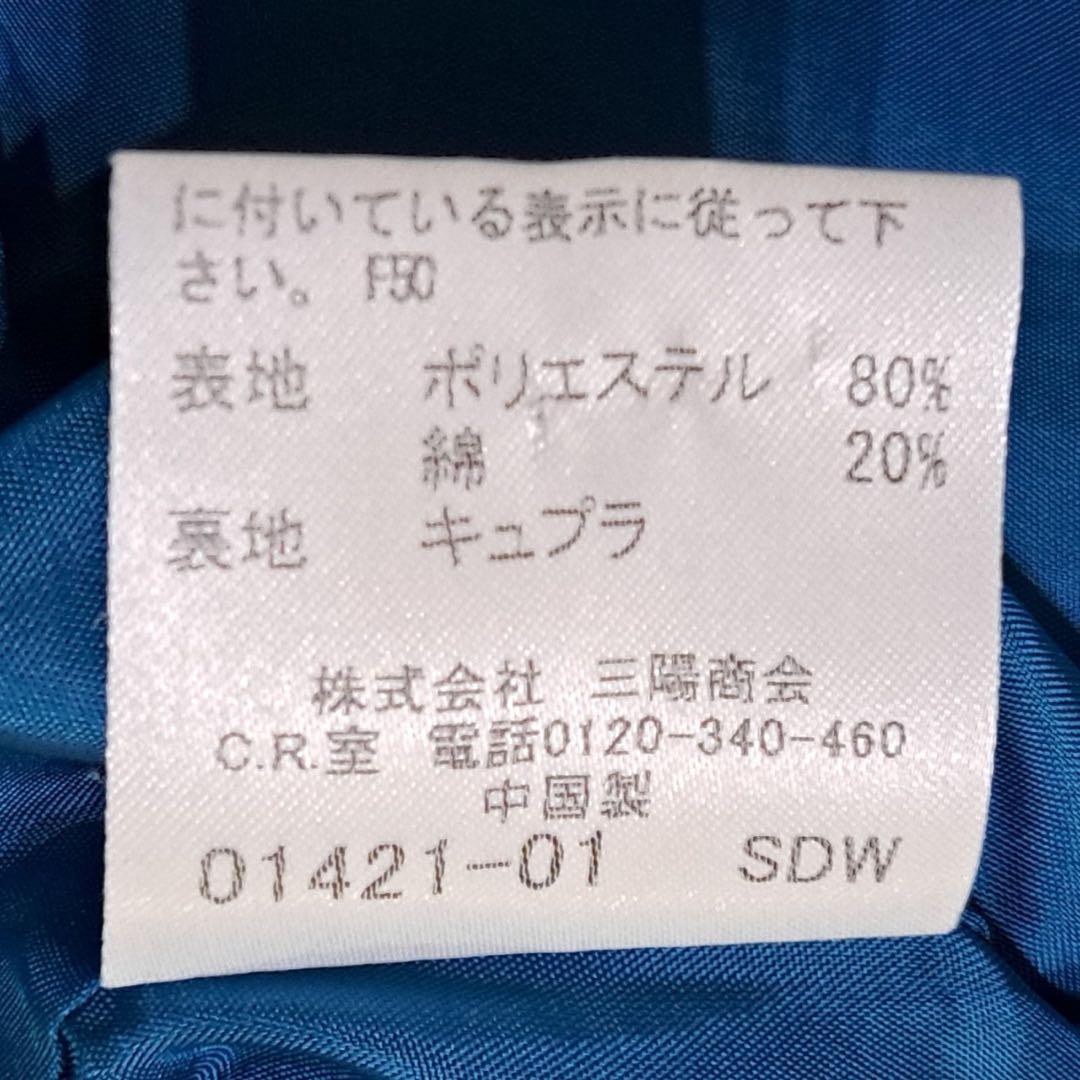 に付いている表示に従って下
さい。 F50
表地 ポリエステル 80%
綿 20%
裏地 キュプラ
株式会社 三陽商会
C.R.室 電話0120-340-460
中国製
01421-01 SDW